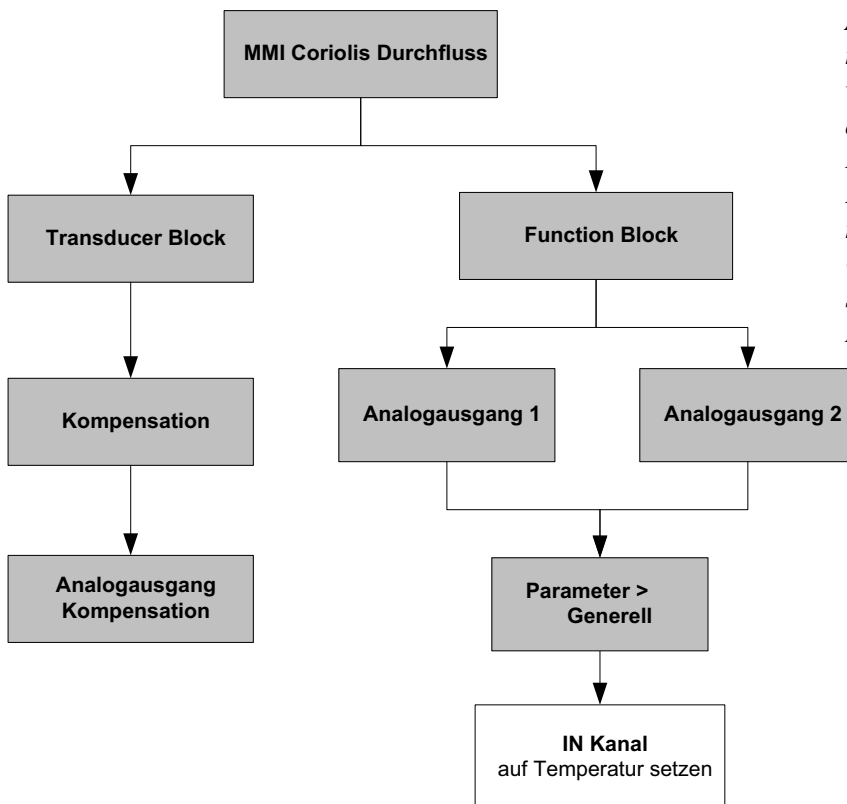 MMI Coriolis Durchfluss
Transducer Block
Function Block
Kompensation
Analogausgang 1
Analogausgang 2
Analogausgang
Kompensation
Parameter >
Generell
IN Kanal
auf Temperatur setzen